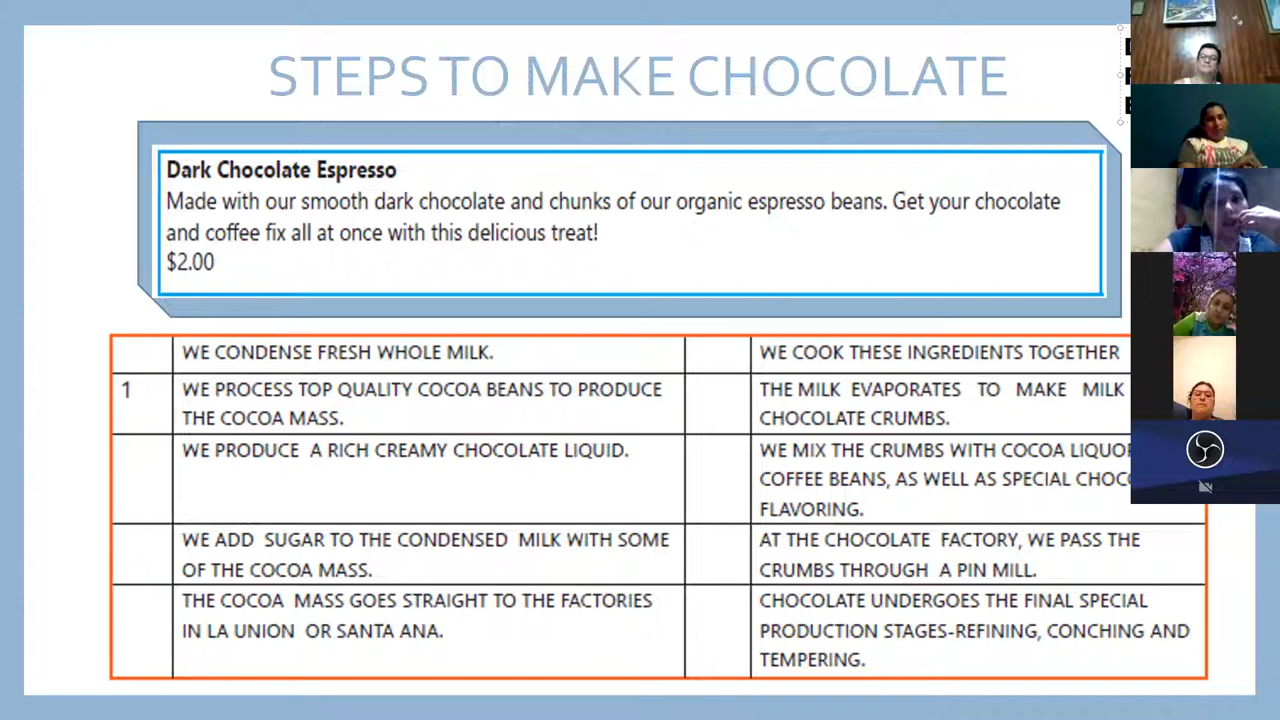 STEPS TO MAKE CHOCOLATE
Dark Chocolate Espresso
Made with our smooth dark chocolate and chunks of our organic espresso beans. Get your chocolate
and coffee fix all at once with this delicious treat!
$2.00
WE CONDENSE FRESH WHOLE MILK.
WE COOK THESE INGREDIENTS TOGETHER
1
WE PROCESS TOP QUALITY COCOA BEANS TO PRODUCE
THE COCOA MASS.
THE MILK EVAPORATES TO MAKE MILK
CHOCOLATE CRUMBS.
WE PRODUCE A RICH CREAMY CHOCOLATE LIQUID.
WE MIX THE CRUMBS WITH COCOA
COFFEE BEANS, AS WELL AS SPECIAL
FLAVORING.
WE ADD SUGAR TO THE CONDENSED MILK WITH SOME
OF THE COCOA MASS.
AT THE CHOCOLATE FACTORY, WE PASS THE
CRUMBS THROUGH A PIN MILL.
THE COCOA MASS GOES STRAIGHT TO THE FACTORIES
IN LA UNION OR SANTA ANA.
CHOCOLATE UNDERGOES THE FINAL SPECIAL
PRODUCTION STAGES-REFINING, CONCHING AND
TEMPERING.